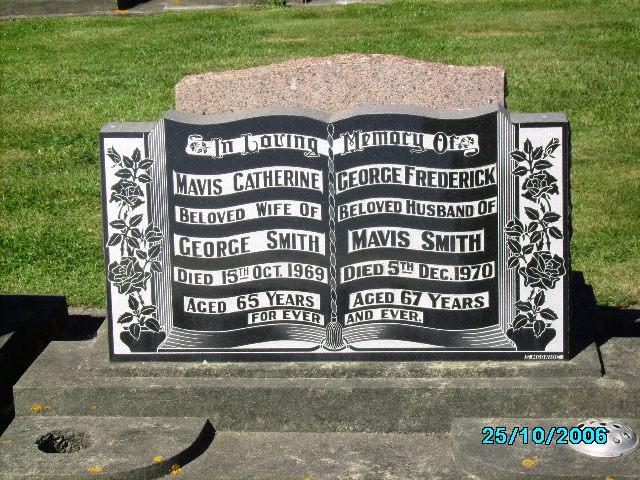 In Loving Memory Of
MAVIS CATHERINE
BELOVED WIFE OF
GEORGE SMITH
DIED 15TH OCT. 1969
AGED 65 YEARS
FOR EVER
GEORGE FREDERICK
BELOVED HUSBAND OF
MAVIS SMITH
DIED 5TH DEC. 1970
AGED 67 YEARS
AND EVER.
25/10/2006